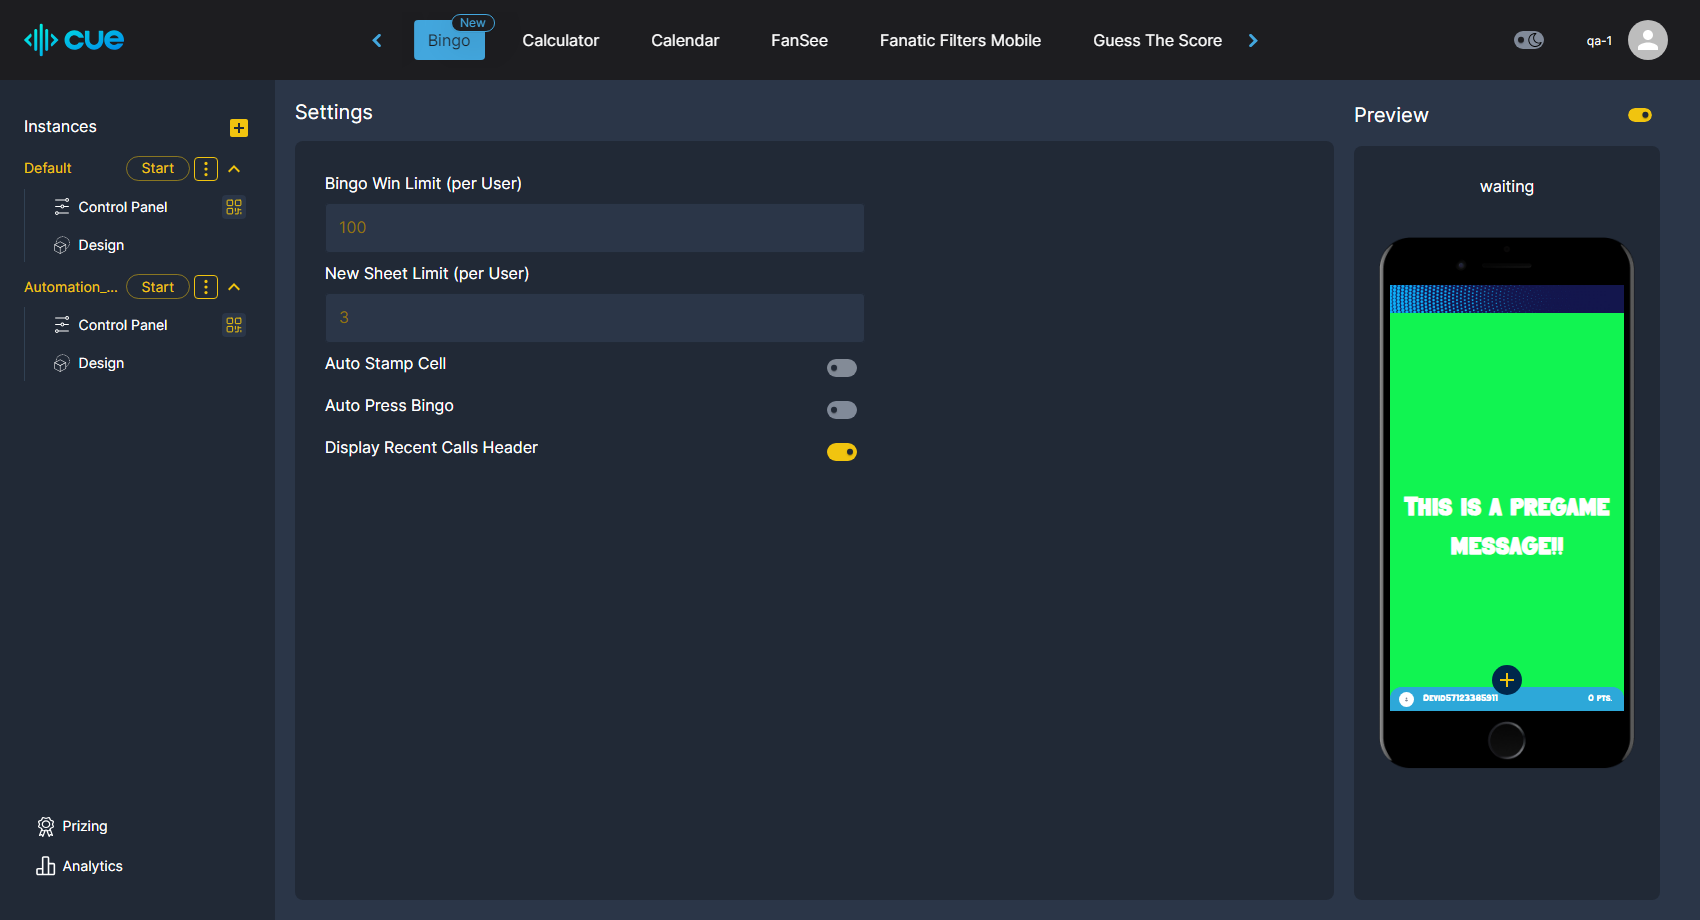 cue
New
Bingo
Calculator
Calendar
FanSee
Fanatic Filters Mobile
Guess The Score
qa-1
Instances
Default
Start
Control Panel
Design
Automation_...
Start
Control Panel
Design
Prizing
Analytics
Settings
Bingo Win Limit (per User)
100
New Sheet Limit (per User)
3
Auto Stamp Cell
Auto Press Bingo
Display Recent Calls Header
Preview
waiting
This is a pregame
message!!
Devid57123385911
0 pts.